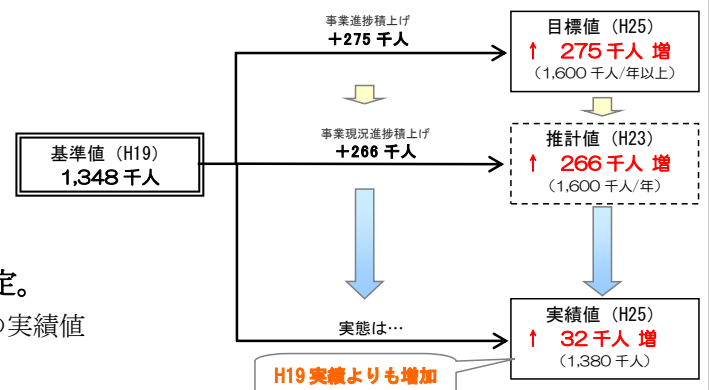 事業進捗積上げ
+275 千人
目標値（H25）
↑ 275 千人 増
（1,600 千人/年以上）
事業現況進捗積上げ
+266 千人
基準値（H19）
1,348 千人
推計値（H23）
↑ 266 千人 増
（1,600 千人/年）
定。
の実績値
実態は…
実績値（H25）
↑ 32 千人 増
（1,380 千人）
H19 実績よりも増加